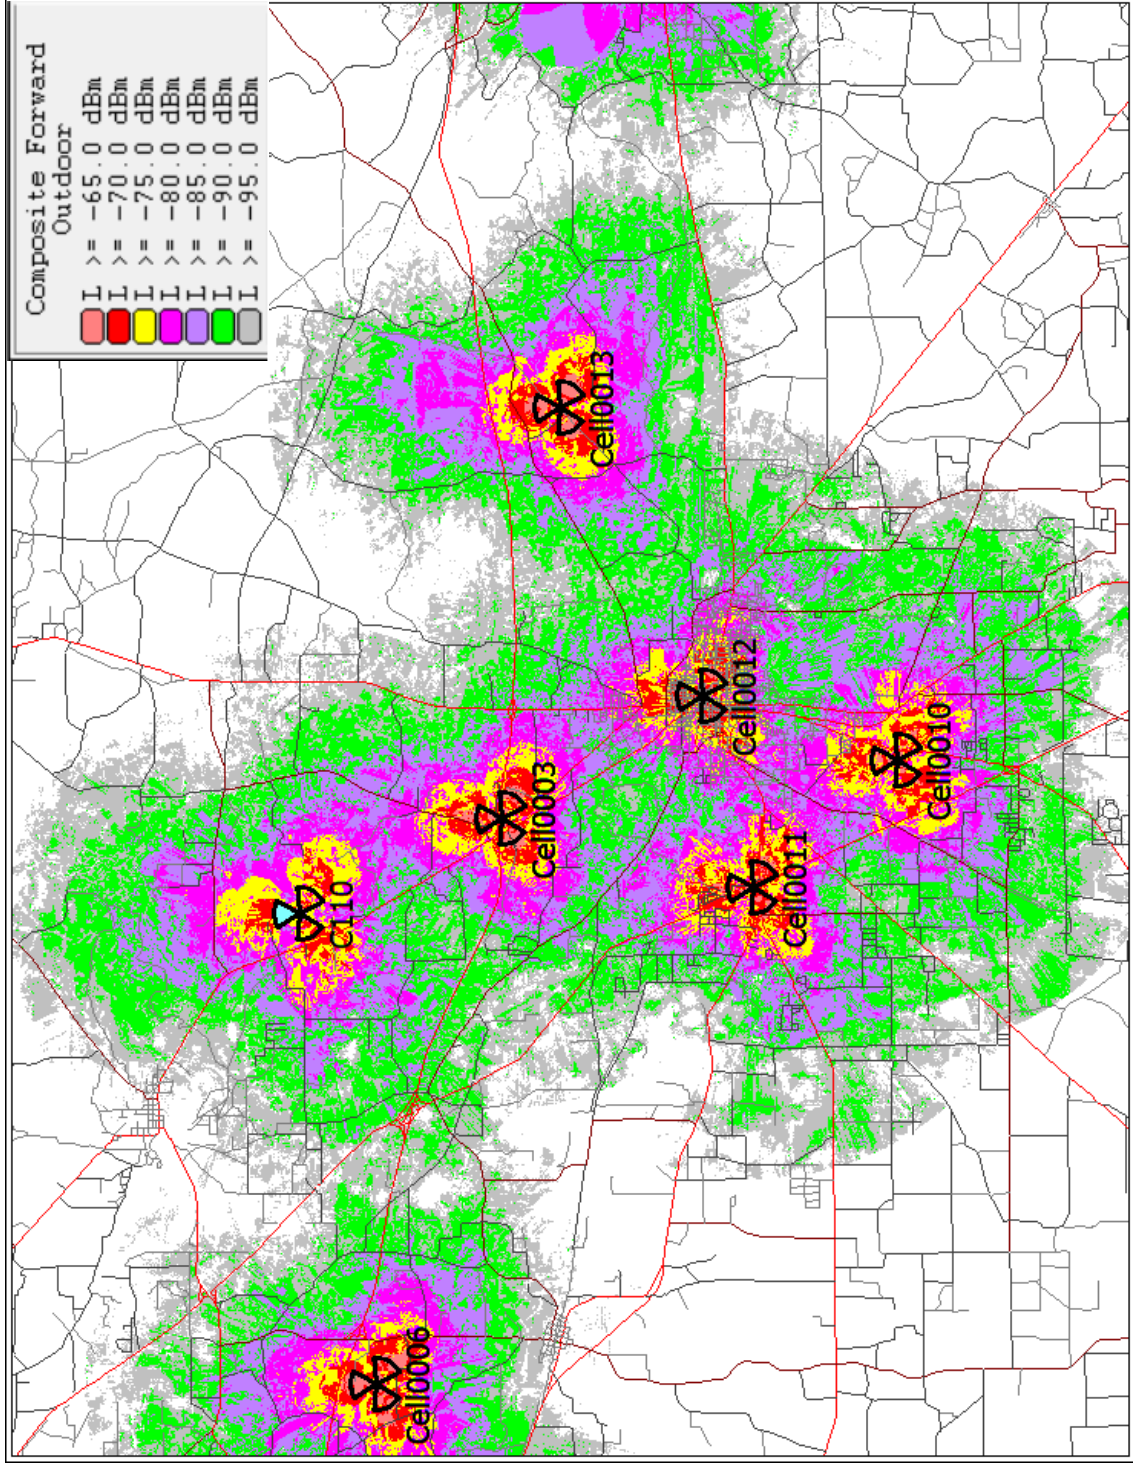 Composite Forward
Outdoor
L >= -65.0 dBm
L >= -70.0 dBm
L >= -75.0 dBm
L >= -80.0 dBm
L >= -85.0 dBm
L >= -90.0 dBm
L >= -95.0 dBm
Cell0013
Cell0012
Cell0010
Cell0003
Cell0011
C110
Cell0006